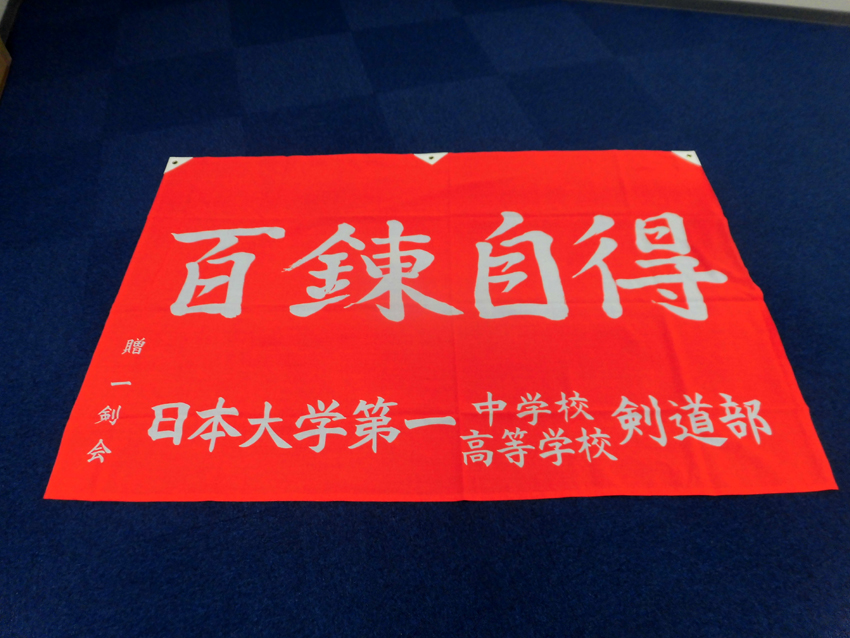 百錬自得
贈 一剣会
日本大学第一 中学校 高等学校 剣道部